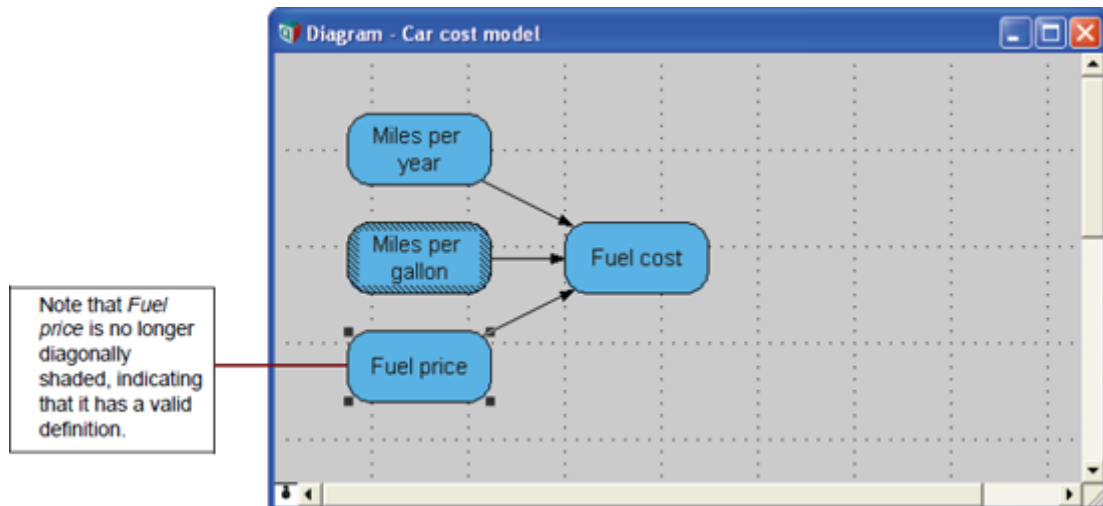 Diagram - Car cost model
Miles per
year
Miles per
gallon
Fuel cost
Fuel price
Note that Fuel
price is no longer
diagonally
shaded, indicating
that it has a valid
definition.